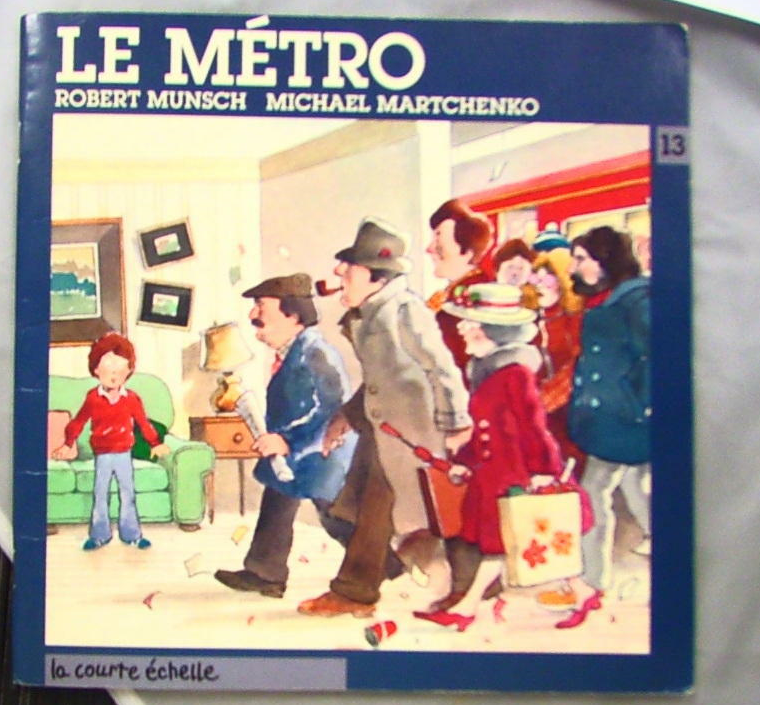 LE MÉTRO
ROBERT MUNSCH MICHAEL MARTCHENKO
13
la courte échelle